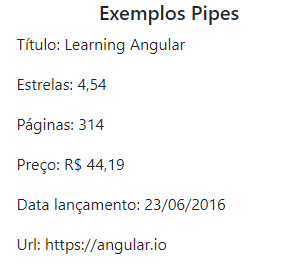 Exemplos Pipes
Título: Learning Angular
Estrelas: 4,54
Páginas: 314
Preço: R$ 44,19
Data lançamento: 23/06/2016
Url: https://angular.io